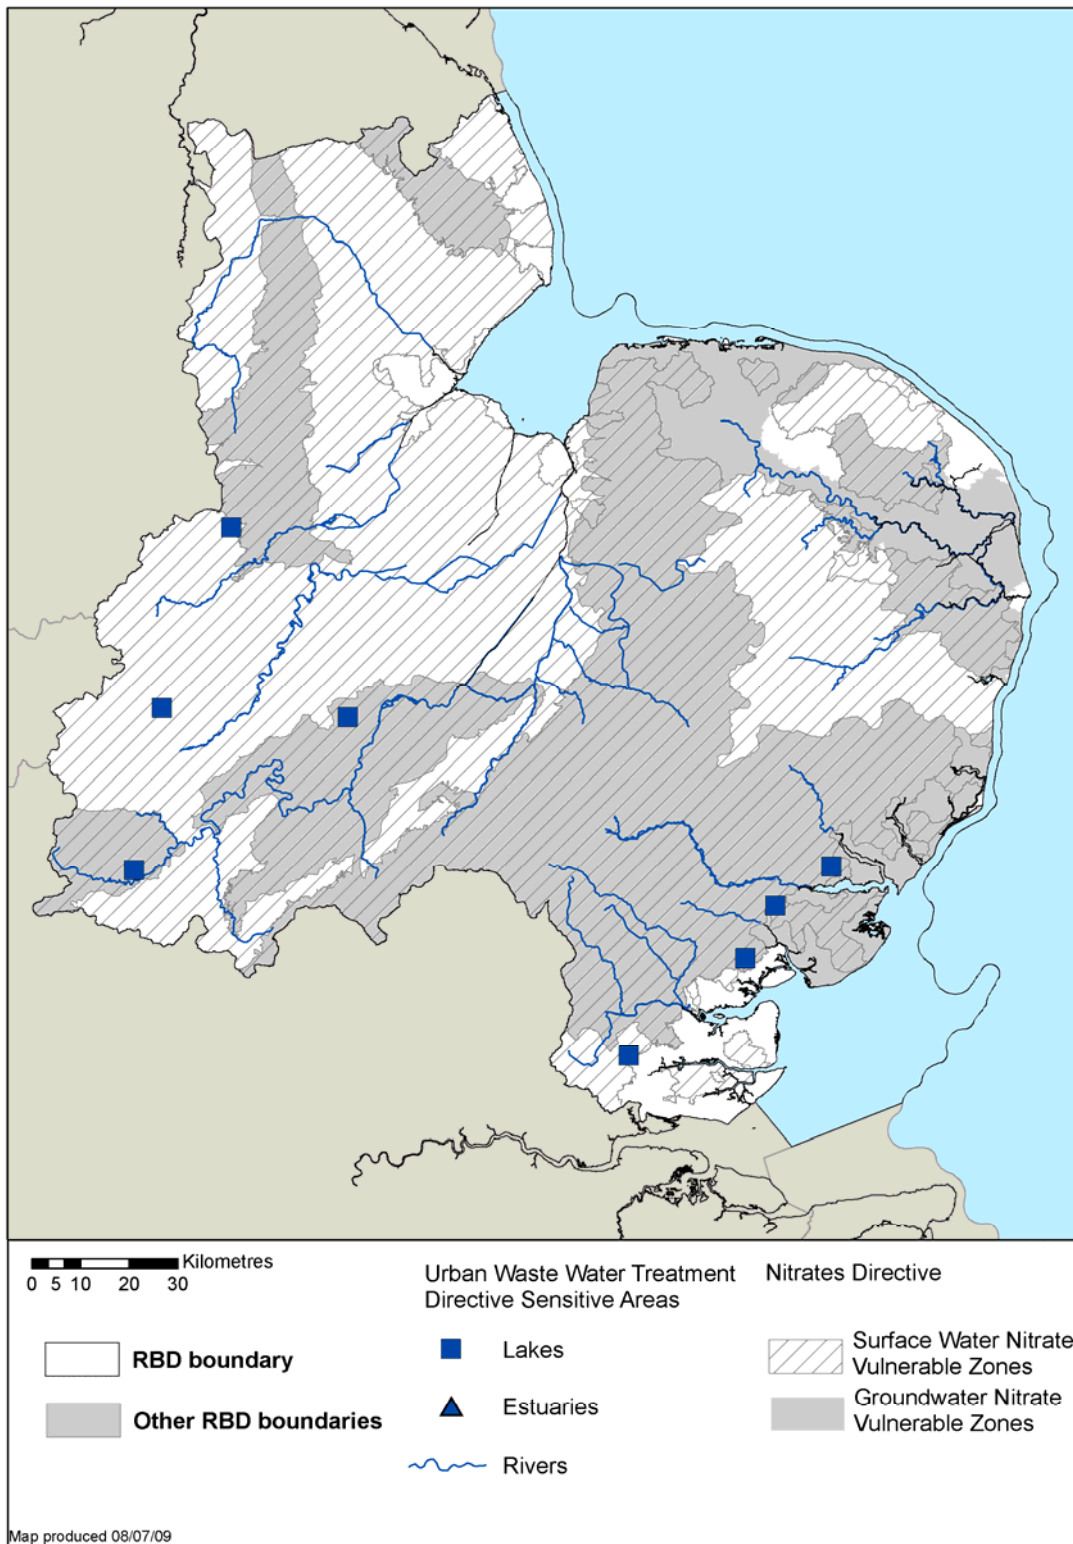 Kilometres
0 5 10 20 30
RBD boundary
Other RBD boundaries
Urban Waste Water Treatment
Directive Sensitive Areas
Lakes
Estuaries
Rivers
Nitrates Directive
Surface Water Nitrate
Vulnerable Zones
Groundwater Nitrate
Vulnerable Zones
Map produced 08/07/09